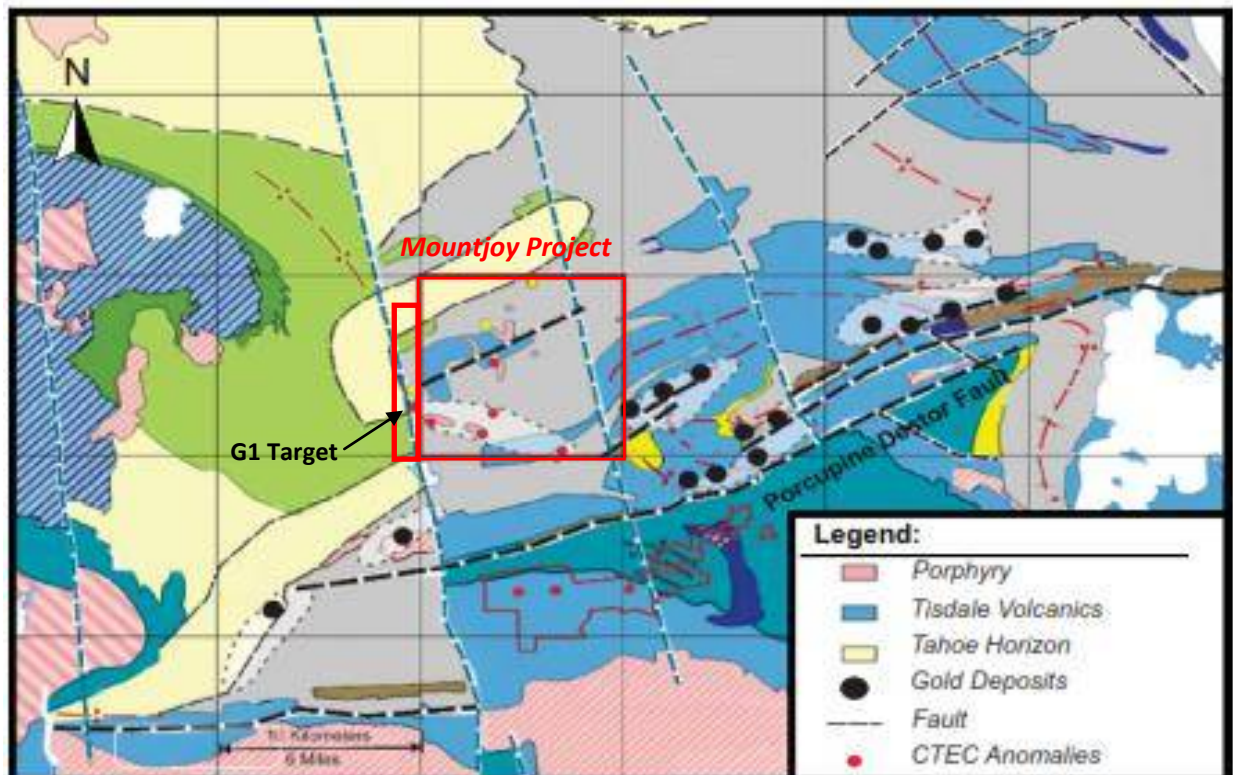 N
Mountjoy Project
G1 Target
Porcupine Destor Fault
Legend:
Porphyry
Tisdale Volcanics
Tahoe Horizon
Gold Deposits
Fault
CTEC Anomalies
Kilometers
6 Miles